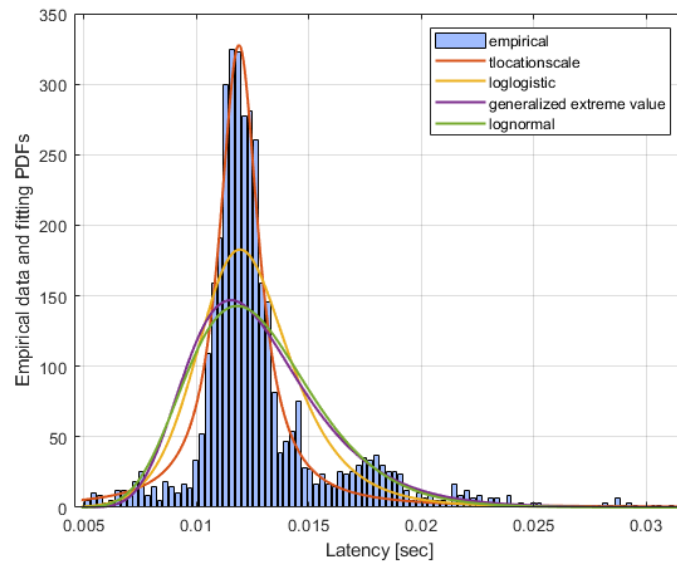 350
300
250
200
150
100
50
0
Empirical data and fitting PDFs
empirical
tlocationscale
loglogistic
generalized extreme value
lognormal
0.005
0.01
0.015
0.02
0.025
0.03
Latency [sec]